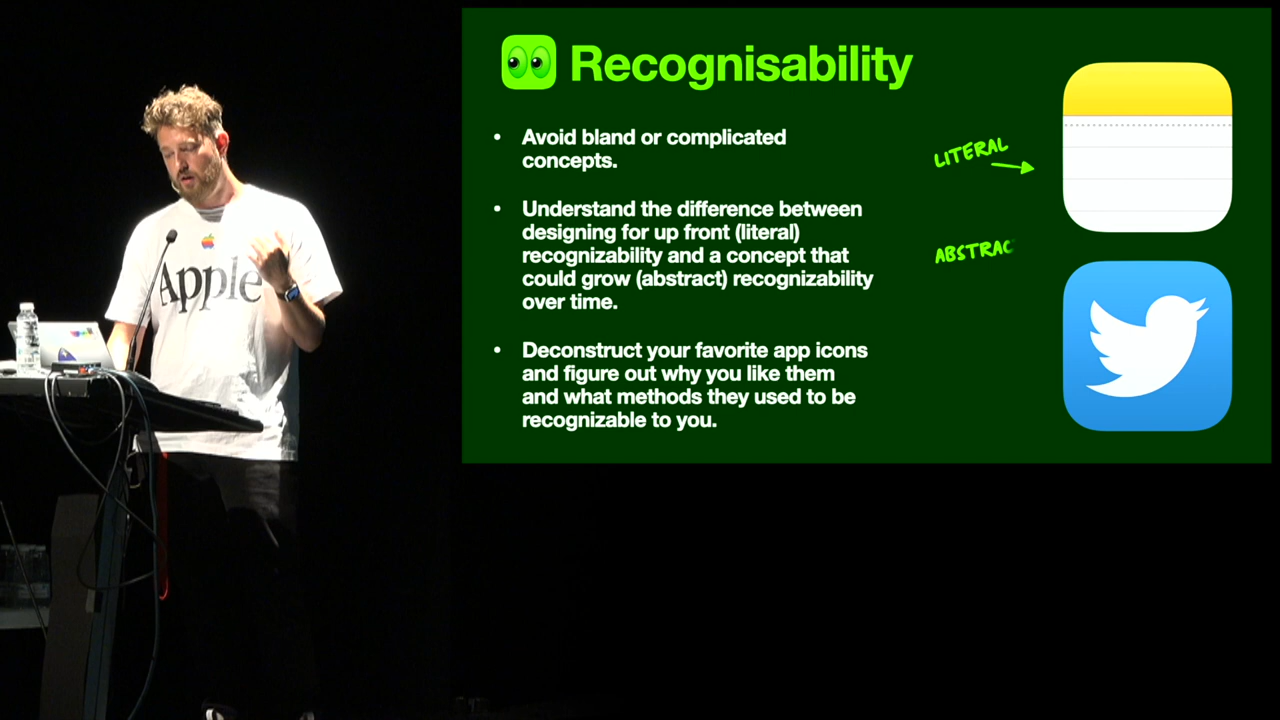 Apple
Recognisability
• Avoid bland or complicated
concepts.
• Understand the difference between
designing for up front (literal)
recognizability and a concept that
could grow (abstract) recognizability
over time.
• Deconstruct your favorite app icons
and figure out why you like them
and what methods they used to be
recognizable to you.
LITERAL
ABSTRAC